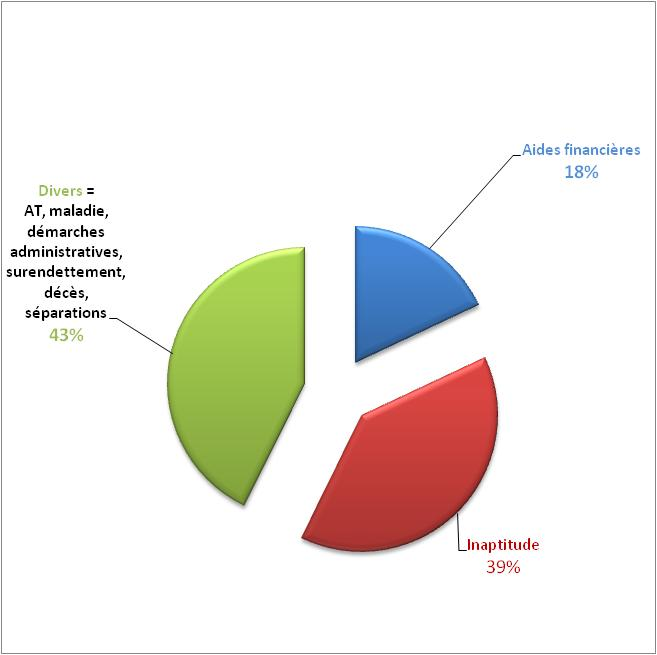 Aides financières
18%
Divers =
AT, maladie,
démarches
administratives,
surendettement,
décès,
séparations
43%
Inaptitude
39%